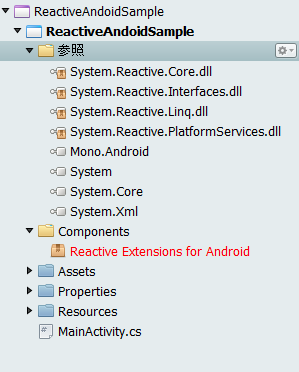 ReactiveAndoidSample
ReactiveAndoidSample
参照
System.Reactive.Core.dll
System.Reactive.Interfaces.dll
System.Reactive.Linq.dll
System.Reactive.PlatformServices.dll
Mono.Android
System
System.Core
System.Xml
Components
Reactive Extensions for Android
Assets
Properties
Resources
MainActivity.cs